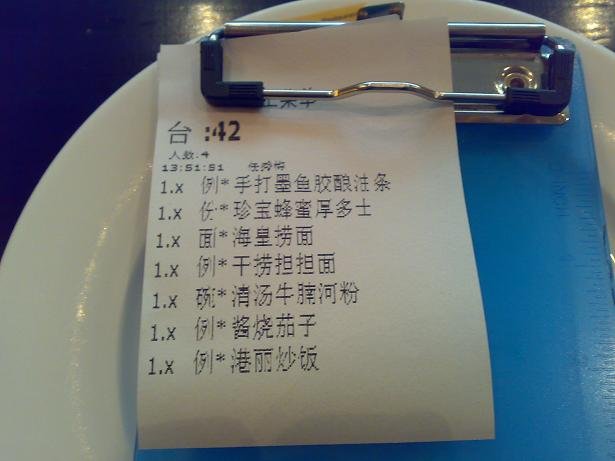 台:42
人数:4
13:51:51
1.x 例*手打墨鱼胶酿油条
1.x 份*珍宝蜂蜜厚多士
1.x 面*海皇捞面
1.x 例*干捞担担面
1.x 碗*清汤牛腩河粉
1.x 例*酱烧茄子
1.x 例*港丽炒饭